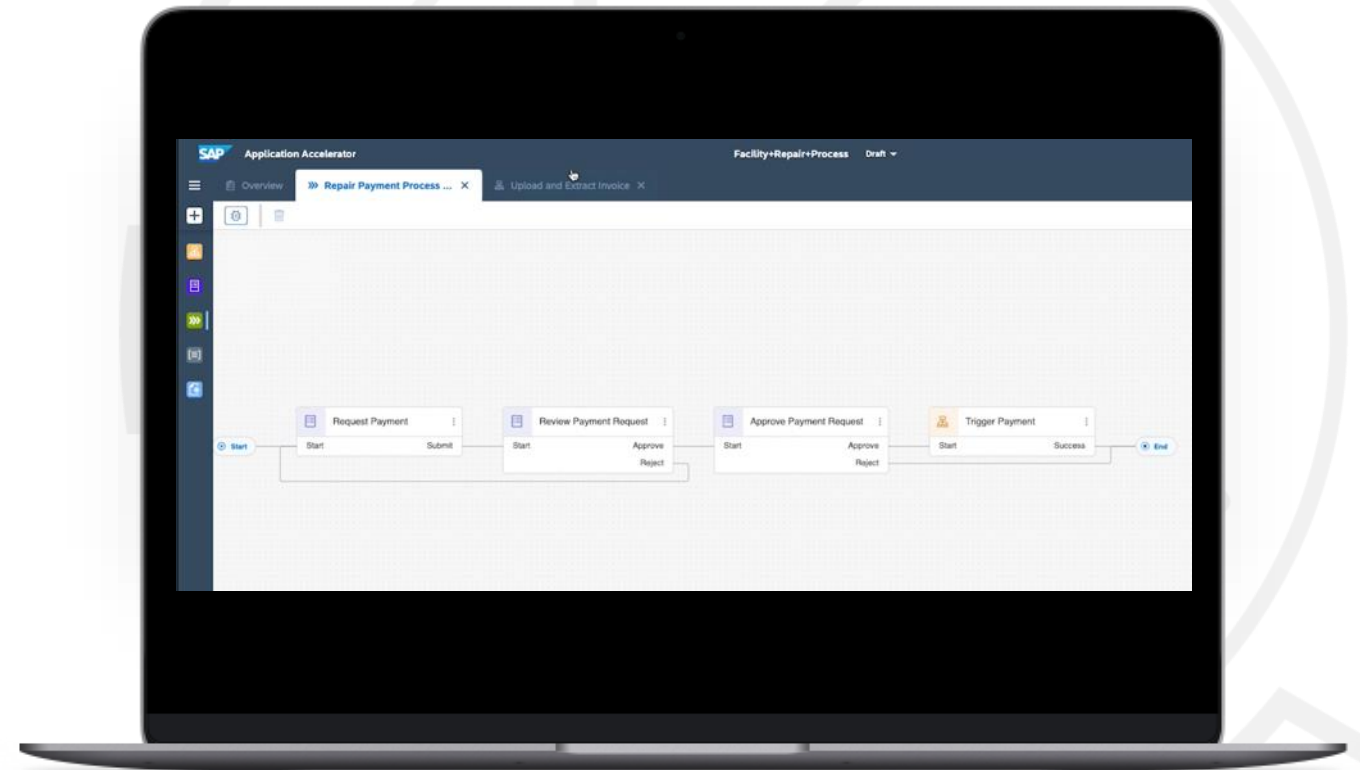 SAP Application Accelerator Facility+Repair+Process Draft
Overview Repair Payment Process ... Upload and Extract Invoice
Request Payment Review Payment Request Approve Payment Request Trigger Payment
Start Start Submit Start Approve Start Approve Start Success End
Reject Reject